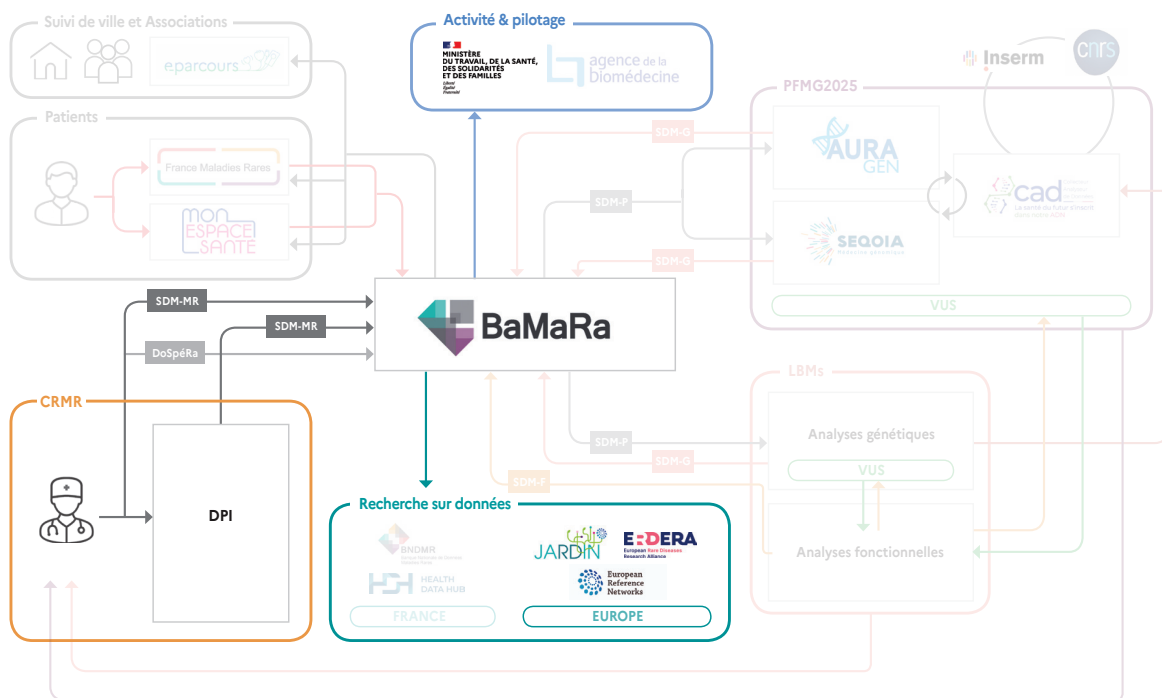 Suivi de ville et Associations
eparcours
Activité & pilotage
MINISTÈRE
DU TRAVAIL, DE LA SANTÉ,
DES SOLIDARITÉS
ET DES FAMILLES
Liberté
Égalité
Fraternité
agence de la
biomédecine
Inserm
cnrs
PFMG2025
Patients
France Maladies Rares
MON
ESPACE
SANTÉ
SDM-G
SDM-P
SDM-G
AURA
GEN
cad
SEQOIA
VUS
SDM-MR
SDM-MR
DoSpéRa
BaMaRa
CRMR
DPI
LBMs
Analyses génétiques
VUS
Analyses fonctionnelles
SDM-P
SDM-G
SDM-F
Recherche sur données
BNDMR
HEALTH
DATA HUB
FRANCE
JARDIN
ERDERA
European Rare Diseases
Research Alliance
European
Reference
Networks
EUROPE